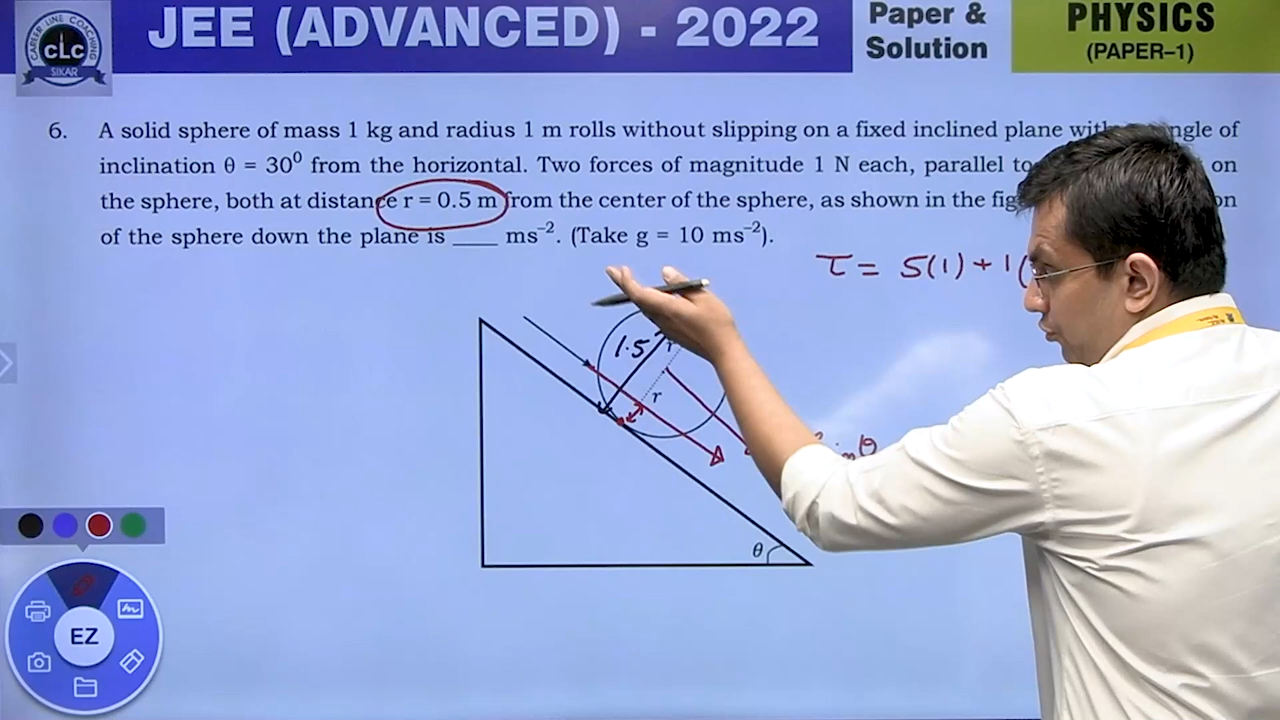 CAREER LINE COACHING
CLC
SIKAR
JEE (ADVANCED) - 2022
Paper &
Solution
PHYSICS
(PAPER–1)
6. A solid sphere of mass 1 kg and radius 1 m rolls without slipping on a fixed inclined plane of
inclination θ = 30⁰ from the horizontal. Two forces of magnitude 1 N each, parallel on
the sphere, both at distance r = 0.5 m from the center of the sphere, as shown in the
of the sphere down the plane is ____ ms⁻². (Take g = 10 ms⁻²).
τ = 5(1) + 1(
1.5
r
r
θ
θ
EZ